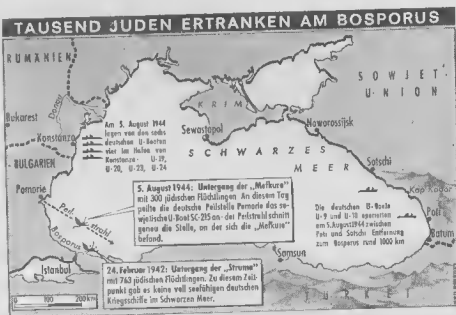 TAUSEND JUDEN ERTRANKEN AM BOSPORUS
RUMÄNIEN
SOWJET-
UNION
KRIM
Donau
Bukarest
Konstanza
Am 5. August 1944
lagen von den sechs
deutschen U-Booten
vier im Hafen von
Konstanza · U-19,
U-20, U-23, U-24
Sewastopol
Noworossijsk
SCHWARZES
MEER
BULGARIEN
Sotschi
Pomorie
5. August 1944: Untergang der „Mefkure"
mit 300 jüdischen Flüchtlingen. An diesem Tag
peilte die deutsche Peilstelle Pomorie das so-
wjetische U-Boot SC-215 an · der Peilstrahl schnitt
genau die Stelle, an der sich die „Mefkure"
befand.
Peilstrahl
Bosporus
Die deutschen U-Boote
U-9 und U-18 operierten
am 5. August 1944 zwischen
Poti und Sotschi Entfernung
zum Bosporus rund 1000 km
Kap Kodor
Poti
Batum
Istanbul
Samsun
24. Februar 1942: Untergang der „Struma"
mit 763 jüdischen Flüchtlingen. Zu diesem Zeit-
punkt gab es keine voll seefähigen deutschen
Kriegsschiffe im Schwarzen Meer.
0 100 200km
TÜRKEI